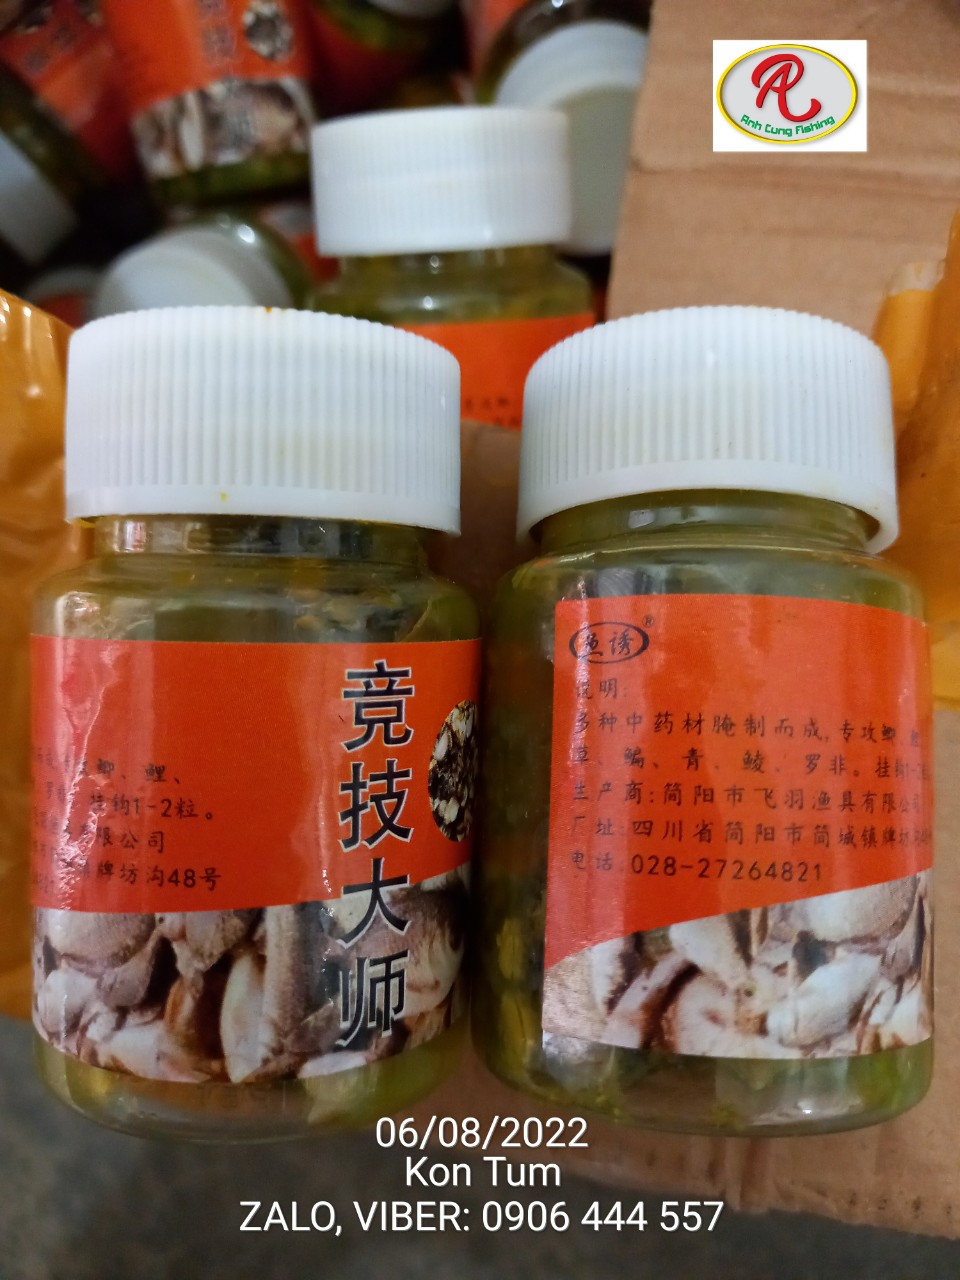 Anh Cung Fishing
竞技大师
鲫、鲤、
挂钩1-2粒。
限公司
牌坊沟48号
鱼诱®
说明:
多种中药材腌制而成,专攻鲫、鲤
草、鳊、青、鲮、罗非。挂钩1-
生产商:简阳市飞羽渔具有限公司
厂址:四川省简阳市简城镇牌坊
电话:028-27264821
06/08/2022
Kon Tum
ZALO, VIBER: 0906 444 557